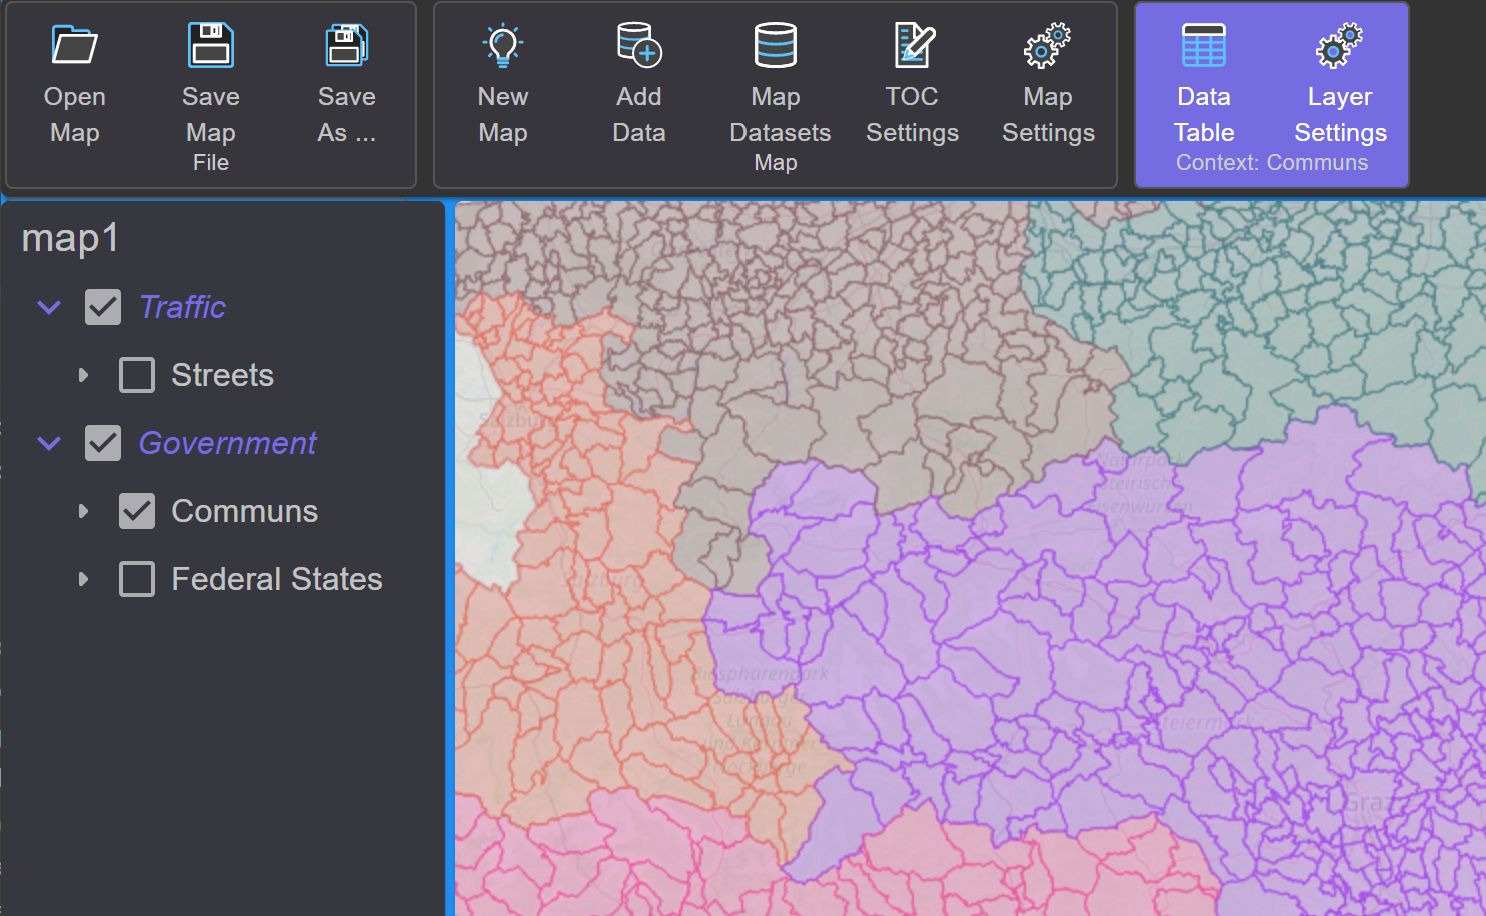 Open Map
Save Map
Save As ...
File
New Map
Add Data
Map Datasets
TOC Settings
Map Settings
Map
Data Table
Layer Settings
Context: Communs
map1
Traffic
Streets
Government
Communs
Federal States
Salzburg
Naturpark
Steirische
Eisenwurzen
Salzburg
Biosphärenpark
Salzburger
Lungau
und Kärntner
Nockberge
Steiermark
Graz